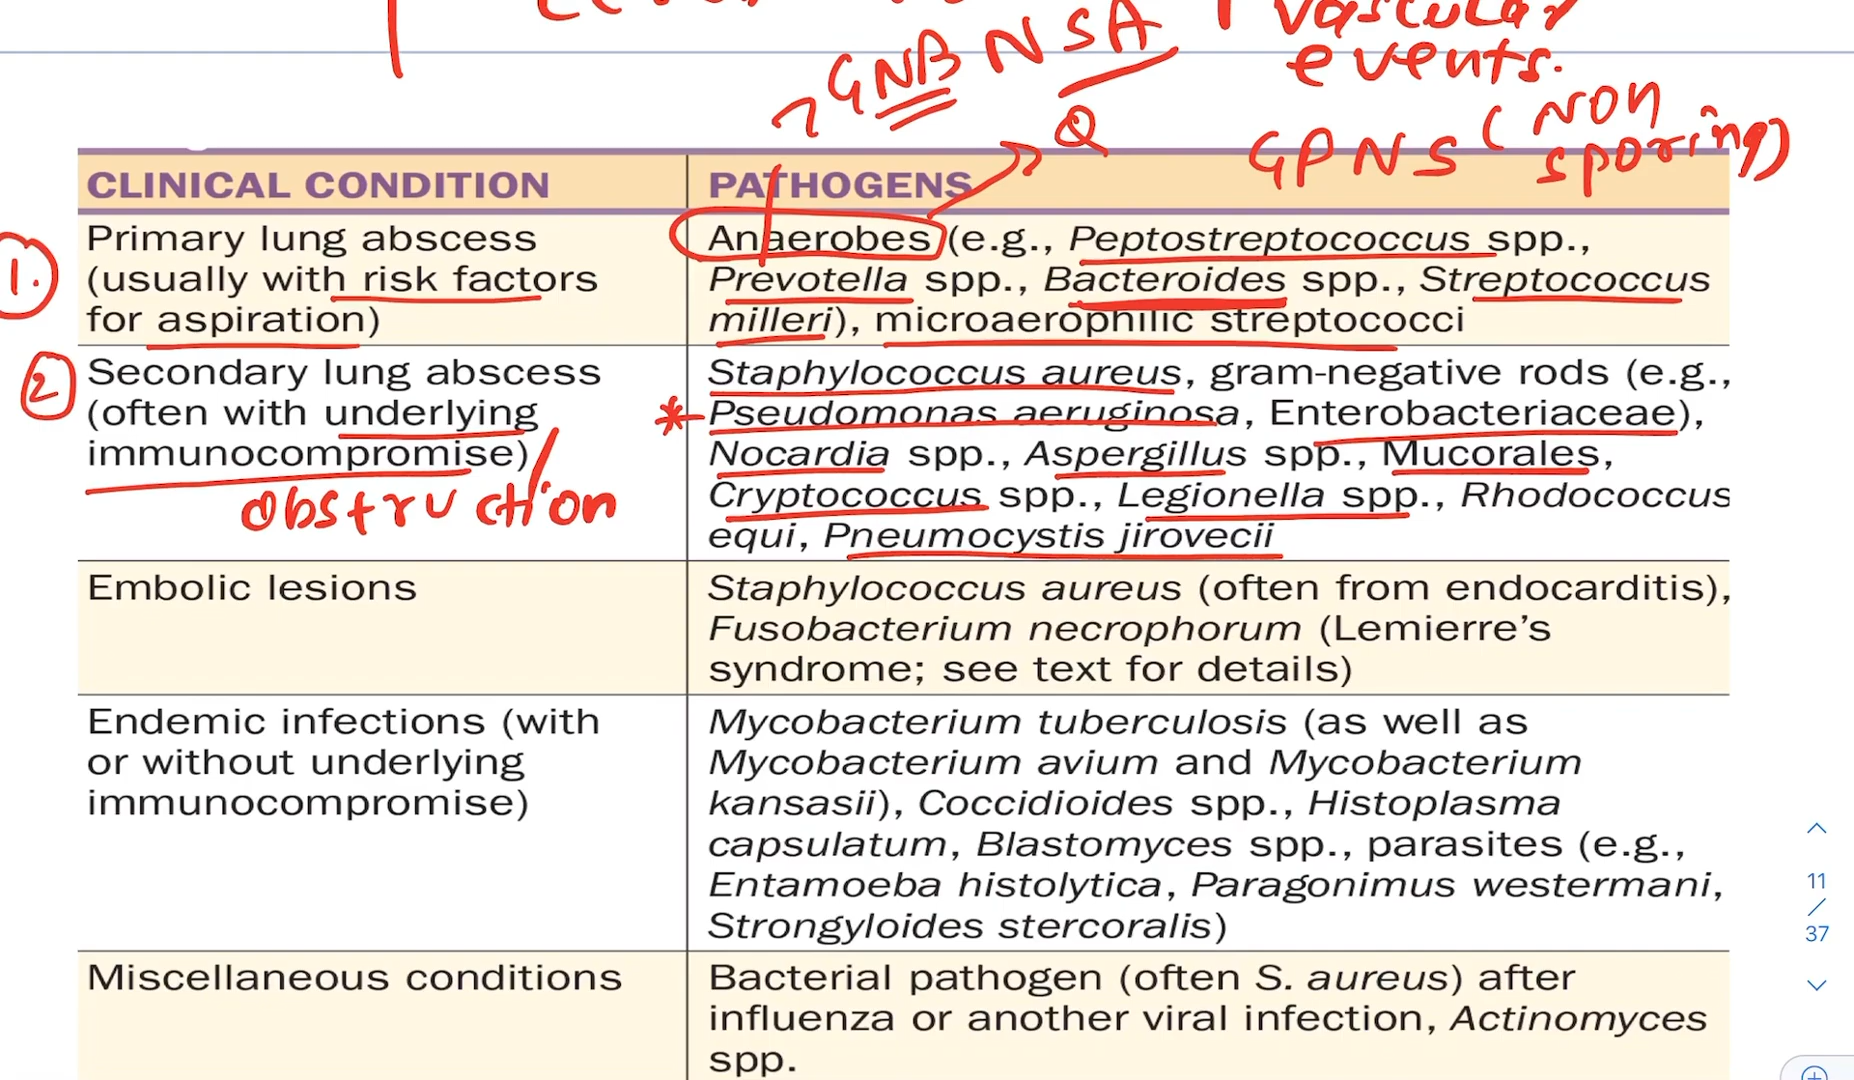 vascular
events.
GNB NSA
Q
GPNS (Non
sporing)
CLINICAL CONDITION PATHOGENS
1.
Primary lung abscess
(usually with risk factors
for aspiration)
Anaerobes (e.g., Peptostreptococcus spp.,
Prevotella spp., Bacteroides spp., Streptococcus
milleri), microaerophilic streptococci
2
Secondary lung abscess
(often with underlying
immunocompromise)/
obstruction
Staphylococcus aureus, gram-negative rods (e.g.,
* Pseudomonas aeruginosa, Enterobacteriaceae),
Nocardia spp., Aspergillus spp., Mucorales,
Cryptococcus spp., Legionella spp., Rhodococcus
equi, Pneumocystis jirovecii
Embolic lesions
Staphylococcus aureus (often from endocarditis),
Fusobacterium necrophorum (Lemierre’s
syndrome; see text for details)
Endemic infections (with
or without underlying
immunocompromise)
Mycobacterium tuberculosis (as well as
Mycobacterium avium and Mycobacterium
kansasii), Coccidioides spp., Histoplasma
capsulatum, Blastomyces spp., parasites (e.g.,
Entamoeba histolytica, Paragonimus westermani,
Strongyloides stercoralis)
Miscellaneous conditions
Bacterial pathogen (often S. aureus) after
influenza or another viral infection, Actinomyces
spp.
11
/
37